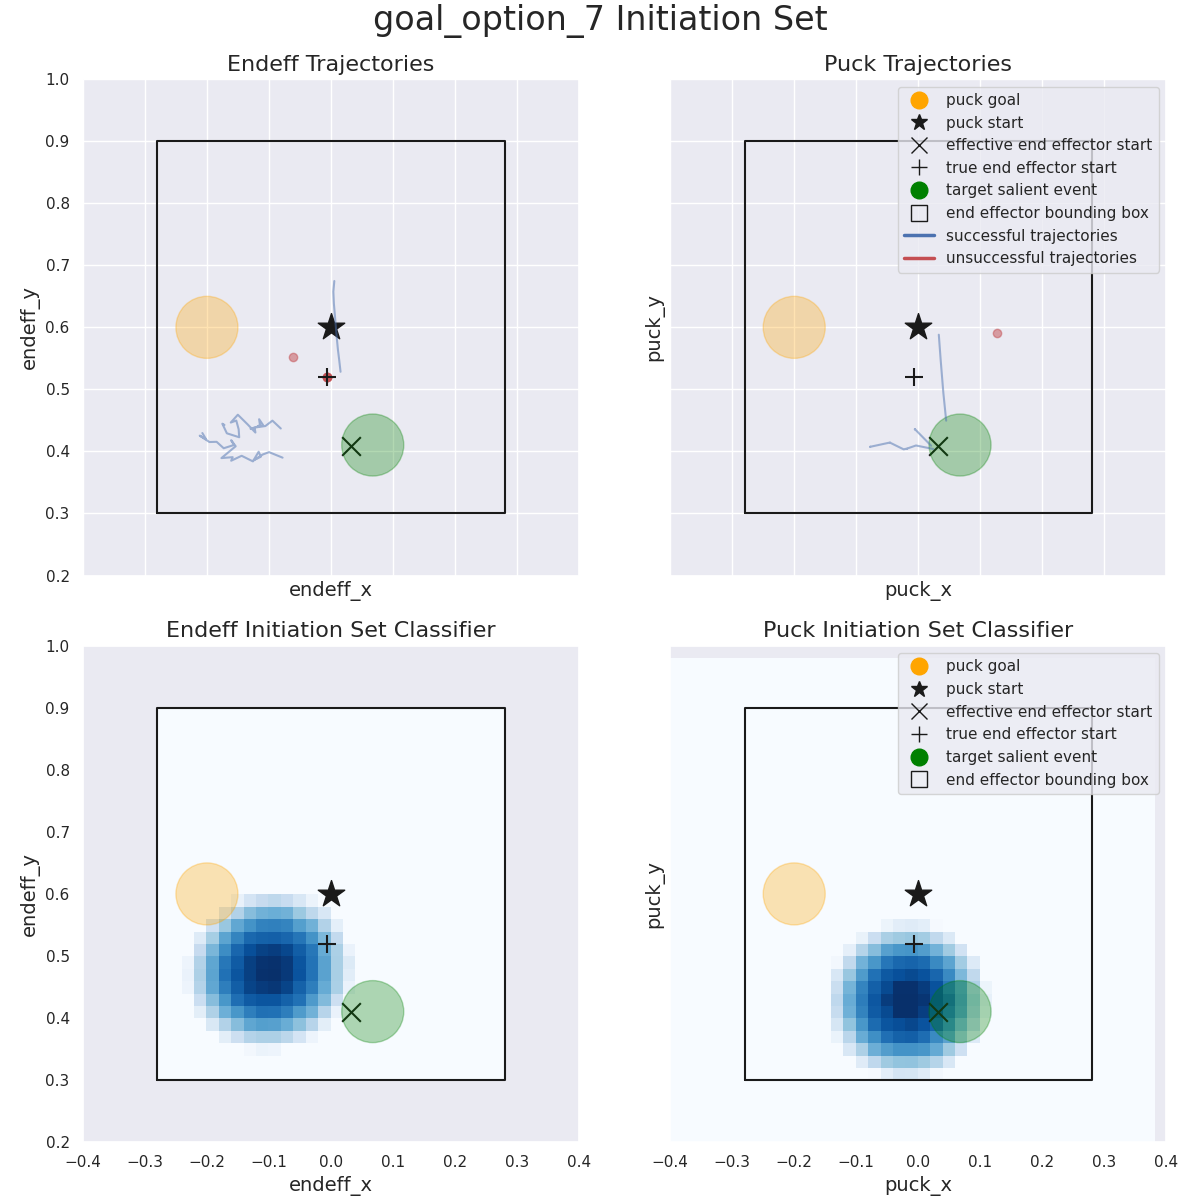 goal_option_7 Initiation Set
Endeff Trajectories
Puck Trajectories
1.0
0.9
0.8
0.7
0.6
0.5
0.4
0.3
0.2
endeff_y
endeff_x
puck_y
puck_x
puck goal
puck start
effective end effector start
true end effector start
target salient event
end effector bounding box
successful trajectories
unsuccessful trajectories
Endeff Initiation Set Classifier
Puck Initiation Set Classifier
1.0
0.9
0.8
0.7
0.6
0.5
0.4
0.3
0.2
endeff_y
−0.4 −0.3 −0.2 −0.1 0.0 0.1 0.2 0.3 0.4
endeff_x
puck_y
puck goal
puck start
effective end effector start
true end effector start
target salient event
end effector bounding box
−0.4 −0.3 −0.2 −0.1 0.0 0.1 0.2 0.3 0.4
puck_x